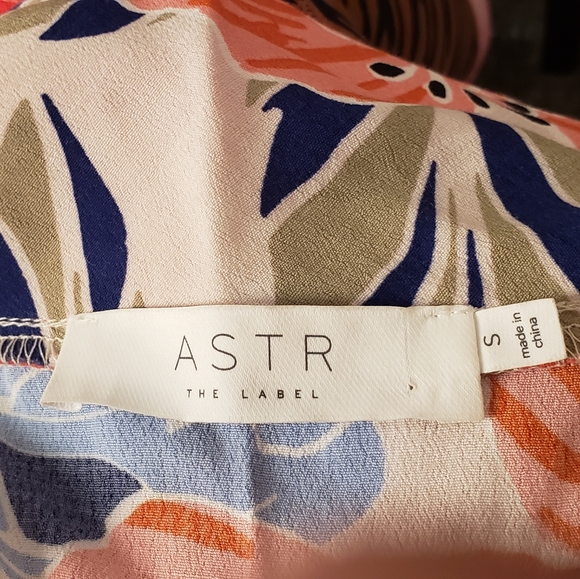 ASTR
THE LABEL
S
made in
china